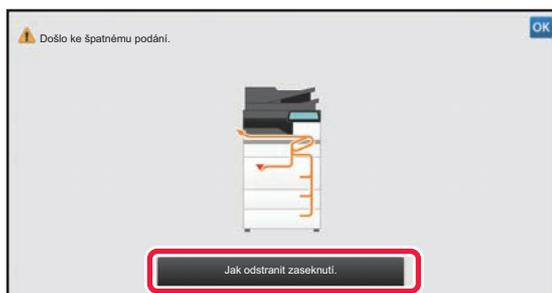 Došlo ke špatnému podání.
OK
Jak odstranit zaseknutí.